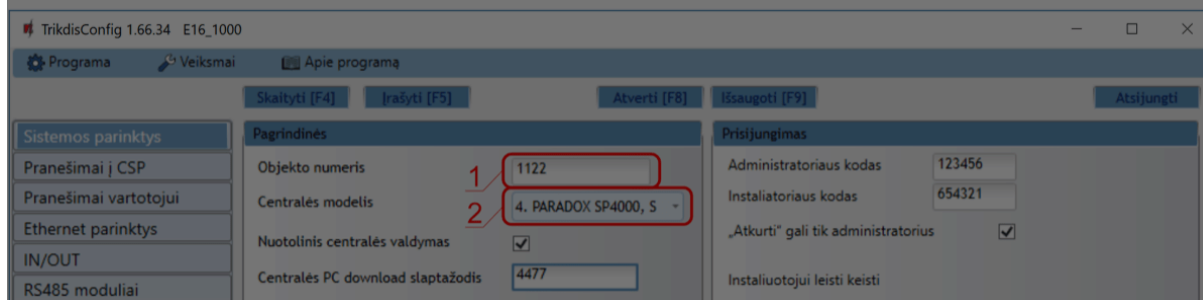 TrikdisConfig 1.66.34 E16_1000
Programa Veiksmai Apie programą
Skaityti [F4] Įrašyti [F5] Atverti [F8] Išsaugoti [F9] Atsijungti
Sistemos parinktys
Pranešimai į CSP
Pranešimai vartotojui
Ethernet parinktys
IN/OUT
RS485 moduliai
Pagrindinės
Objekto numeris 1 1122
Centralės modelis 2 4. PARADOX SP4000, S
Nuotolinis centralės valdymas
Centralės PC download slaptažodis 4477
Prisijungimas
Administratoriaus kodas 123456
Instaliatoriaus kodas 654321
„Atkurti“ gali tik administratorius
Instaliuotojui leisti keisti